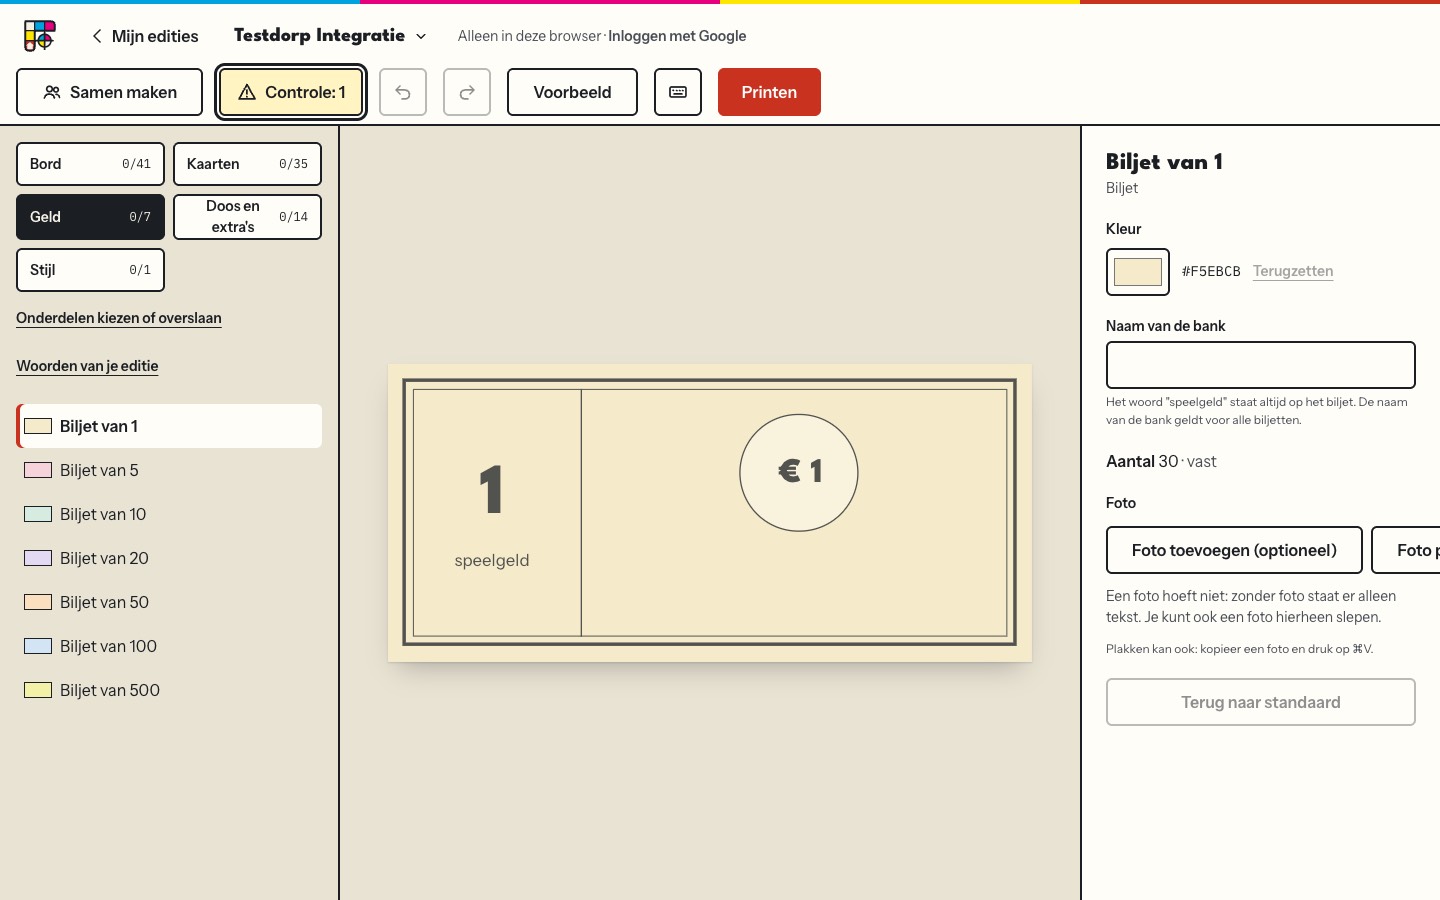 Mijn edities
Testdorp Integratie
Alleen in deze browser · Inloggen met Google
Samen maken
Controle: 1
Voorbeeld
Printen
Bord 0/41
Kaarten 0/35
Geld 0/7
Doos en
extra's 0/14
Stijl 0/1
Onderdelen kiezen of overslaan
Woorden van je editie
Biljet van 1
Biljet van 5
Biljet van 10
Biljet van 20
Biljet van 50
Biljet van 100
Biljet van 500
1
speelgeld
€ 1
Biljet van 1
Biljet
Kleur
#F5EBCB Terugzetten
Naam van de bank
Het woord "speelgeld" staat altijd op het biljet. De naam
van de bank geldt voor alle biljetten.
Aantal 30 · vast
Foto
Foto toevoegen (optioneel)
Foto
Een foto hoeft niet: zonder foto staat er alleen
tekst. Je kunt ook een foto hierheen slepen.
Plakken kan ook: kopieer een foto en druk op ⌘V.
Terug naar standaard